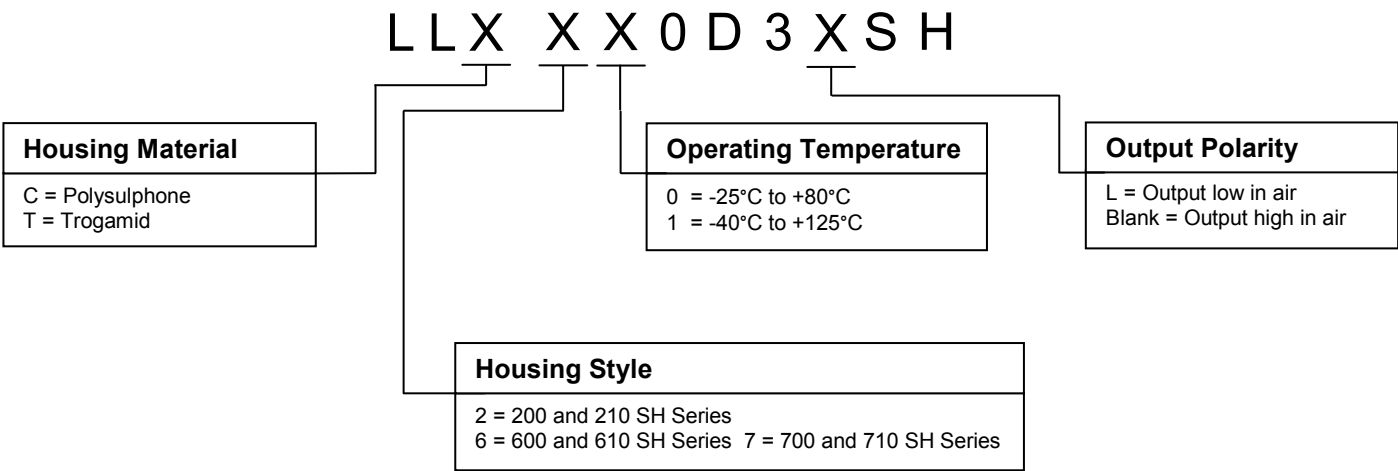 LLX XX0D3XSH
Housing Material
C = Polysulphone
T = Trogamid
Operating Temperature
0 = -25°C to +80°C
1 = -40°C to +125°C
Output Polarity
L = Output low in air
Blank = Output high in air
Housing Style
2 = 200 and 210 SH Series
6 = 600 and 610 SH Series 7 = 700 and 710 SH Series